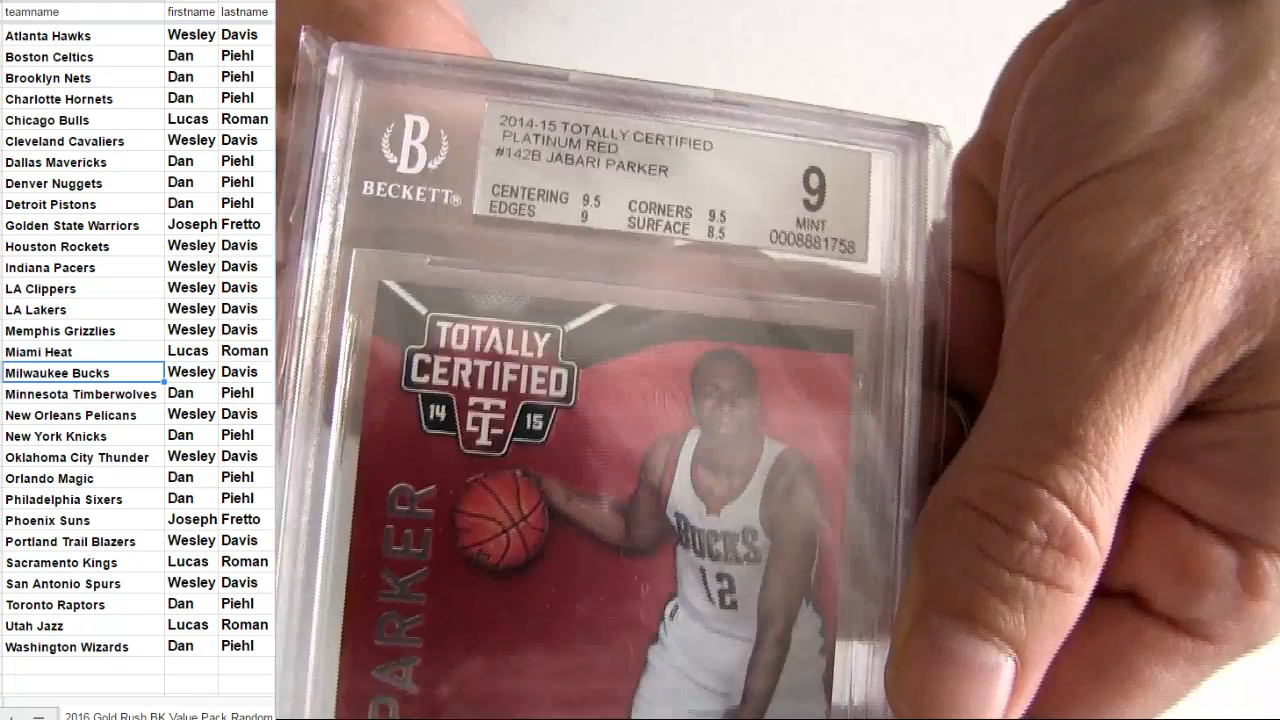 teamname firstname lastname
Atlanta Hawks Wesley Davis
Boston Celtics Dan Piehl
Brooklyn Nets Dan Piehl
Charlotte Hornets Dan Piehl
Chicago Bulls Lucas Roman
Cleveland Cavaliers Wesley Davis
Dallas Mavericks Dan Piehl
Denver Nuggets Dan Piehl
Detroit Pistons Dan Piehl
Golden State Warriors Joseph Fretto
Houston Rockets Wesley Davis
Indiana Pacers Wesley Davis
LA Clippers Wesley Davis
LA Lakers Wesley Davis
Memphis Grizzlies Wesley Davis
Miami Heat Lucas Roman
Milwaukee Bucks Wesley Davis
Minnesota Timberwolves Dan Piehl
New Orleans Pelicans Wesley Davis
New York Knicks Dan Piehl
Oklahoma City Thunder Wesley Davis
Orlando Magic Dan Piehl
Philadelphia Sixers Dan Piehl
Phoenix Suns Joseph Fretto
Portland Trail Blazers Wesley Davis
Sacramento Kings Lucas Roman
San Antonio Spurs Wesley Davis
Toronto Raptors Dan Piehl
Utah Jazz Lucas Roman
Washington Wizards Dan Piehl
2016 Gold Rush BK Value Pack Random
B
BECKETT®
2014-15 TOTALLY CERTIFIED
PLATINUM RED
#142B JABARI PARKER
CENTERING 9.5 CORNERS 9.5
EDGES 9 SURFACE 8.5
9
MINT
0008881758
TOTALLY
CERTIFIED
14 TC 15
PARKER
BUCKS
12